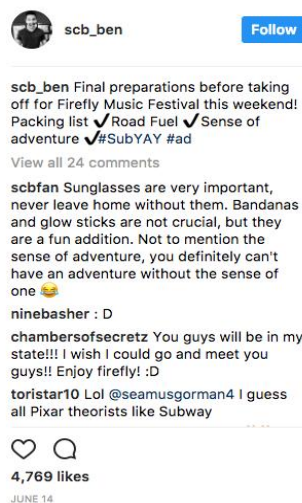 scb_ben
Follow
scb_ben Final preparations before taking
off for Firefly Music Festival this weekend!
Packing list ✔Road Fuel ✔Sense of
adventure ✔#SubYAY #ad
View all 24 comments
scbfan Sunglasses are very important,
never leave home without them. Bandanas
and glow sticks are not crucial, but they
are a fun addition. Not to mention the
sense of adventure, you definitely can't
have an adventure without the sense of
one 😂
ninebasher : D
chambersofsecretz You guys will be in my
state!!! I wish I could go and meet you
guys!! Enjoy firefly! :D
toristar10 Lol @seamusgorman4 I guess
all Pixar theorists like Subway
4,769 likes
JUNE 14